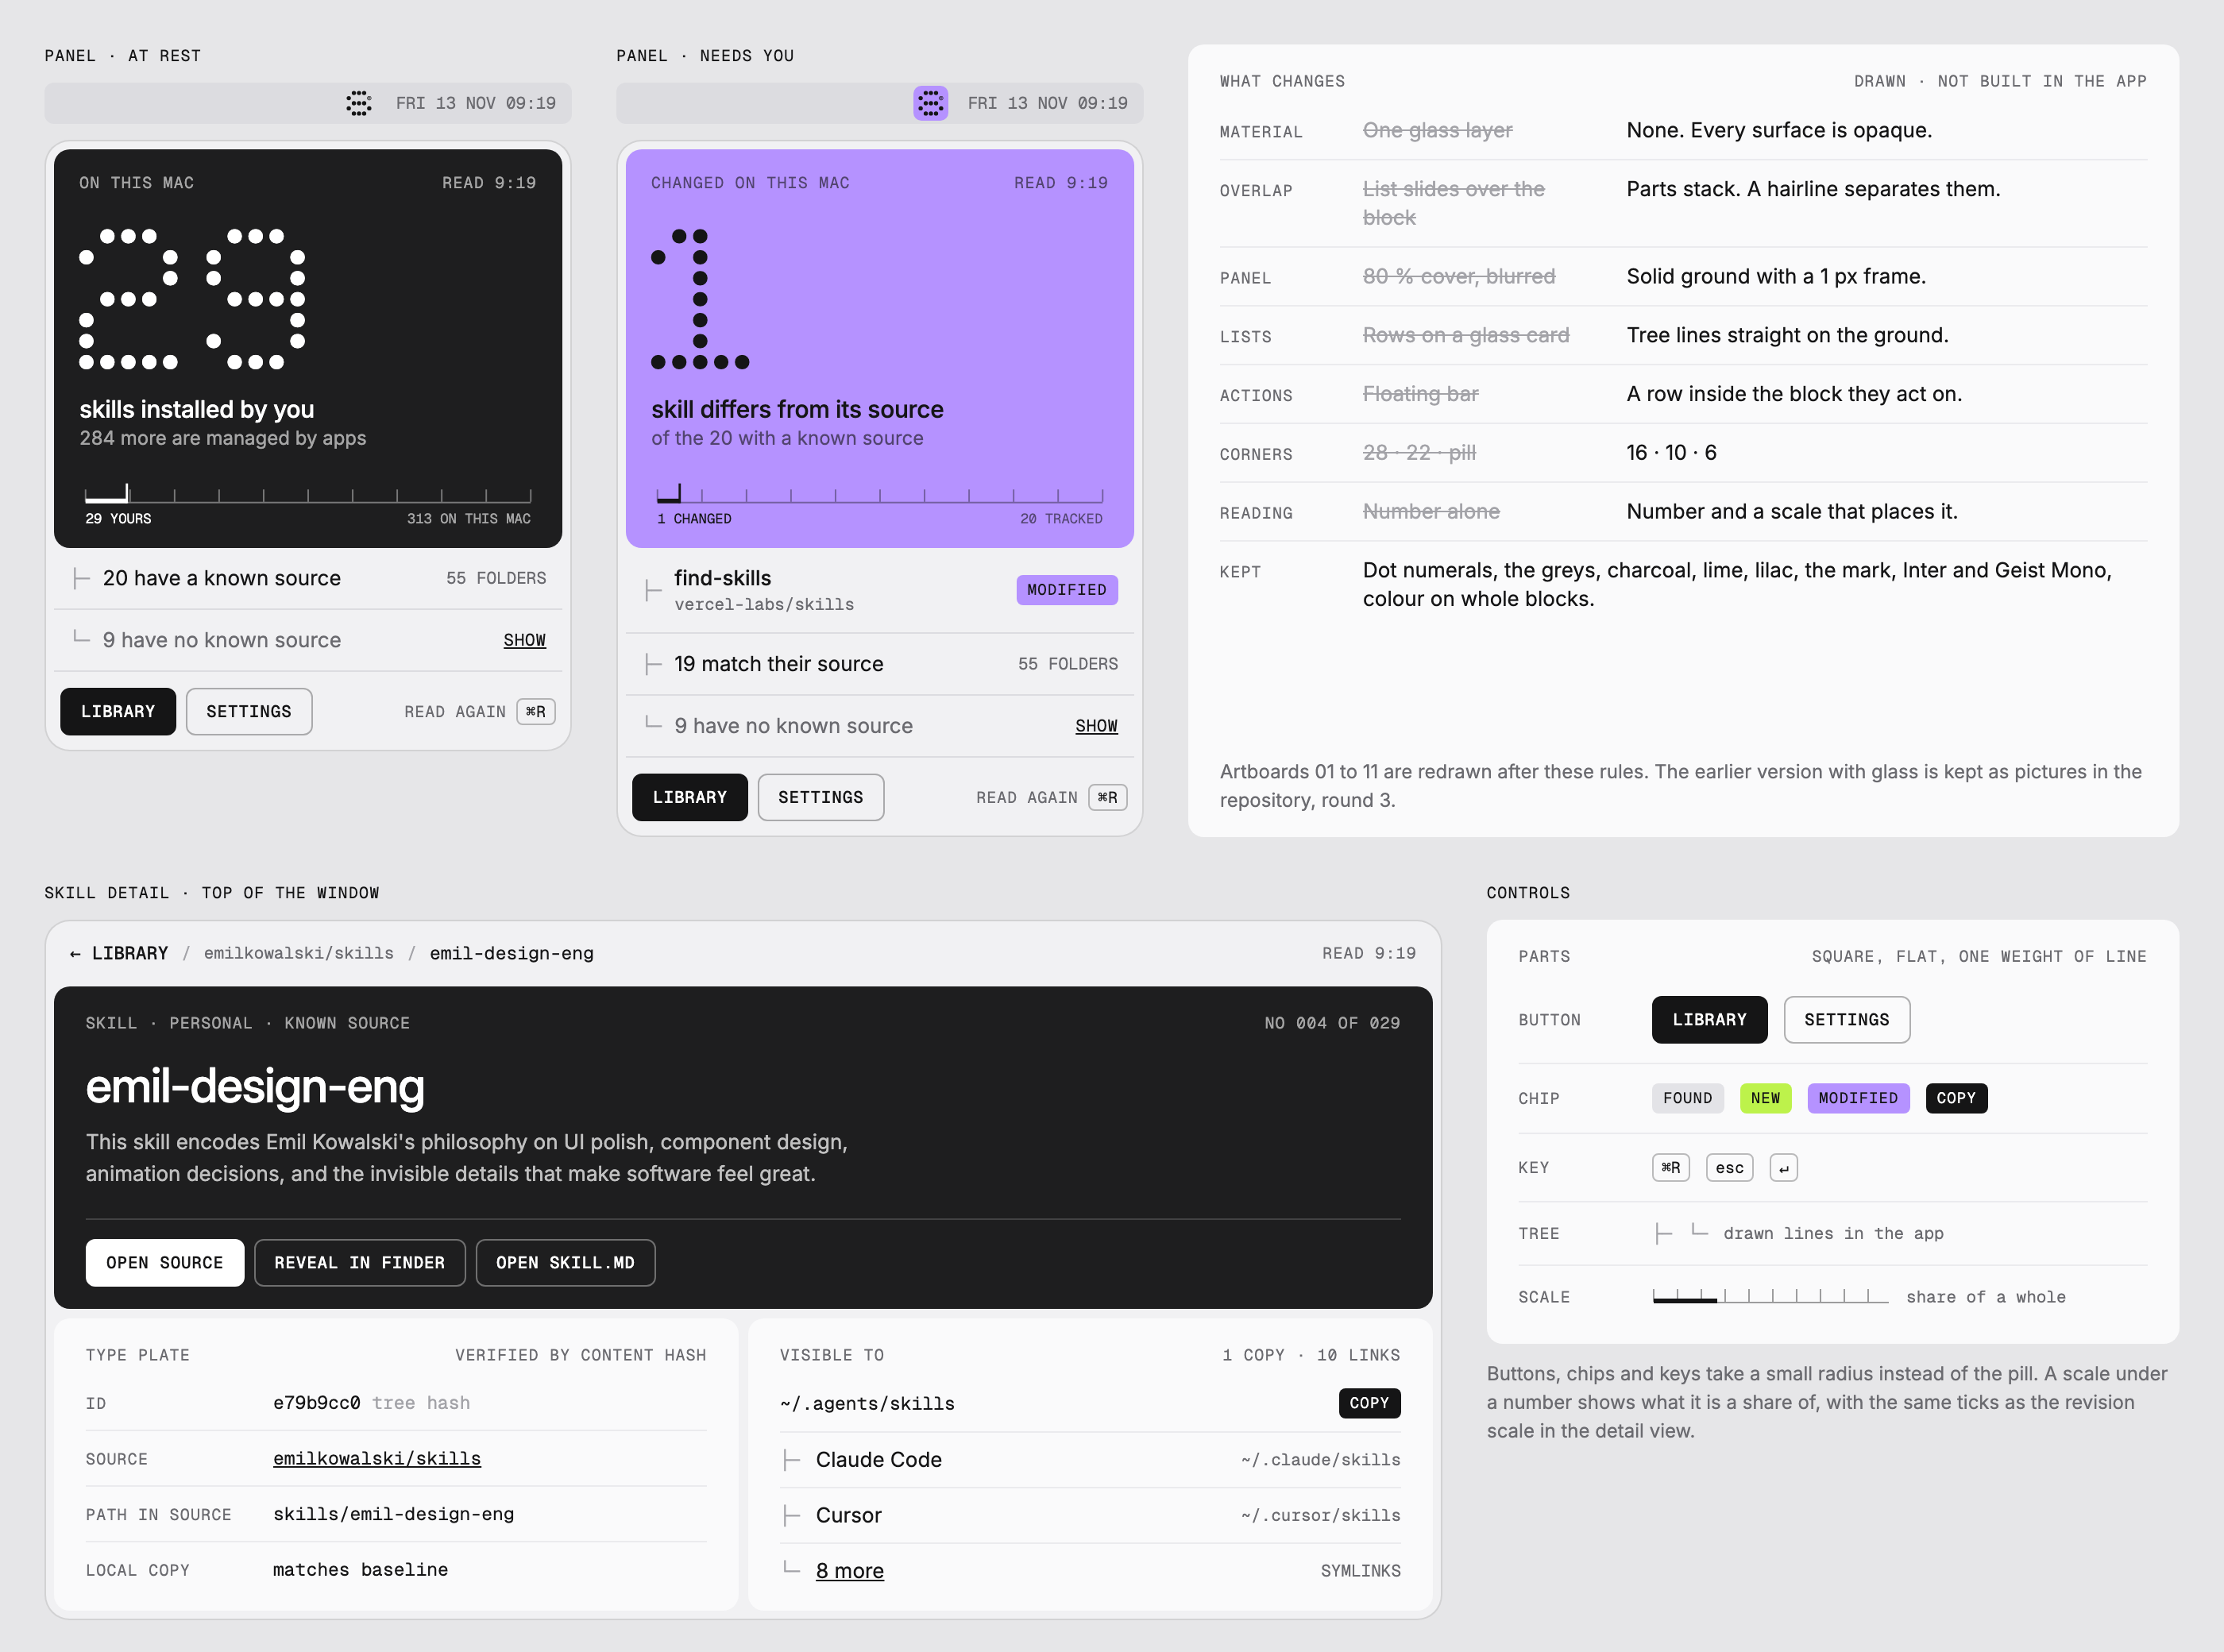 PANEL · AT REST
FRI 13 NOV 09:19
ON THIS MAC READ 9:19
29
skills installed by you
284 more are managed by apps
29 YOURS 313 ON THIS MAC
20 have a known source 55 FOLDERS
9 have no known source SHOW
LIBRARY SETTINGS READ AGAIN ⌘R
PANEL · NEEDS YOU
FRI 13 NOV 09:19
CHANGED ON THIS MAC READ 9:19
1
skill differs from its source
of the 20 with a known source
1 CHANGED 20 TRACKED
find-skills
vercel-labs/skills
MODIFIED
19 match their source 55 FOLDERS
9 have no known source SHOW
LIBRARY SETTINGS READ AGAIN ⌘R
WHAT CHANGES DRAWN · NOT BUILT IN THE APP
MATERIAL One glass layer None. Every surface is opaque.
OVERLAP List slides over the Parts stack. A hairline separates them.
block
PANEL 80 % cover, blurred Solid ground with a 1 px frame.
LISTS Rows on a glass card Tree lines straight on the ground.
ACTIONS Floating bar A row inside the block they act on.
CORNERS 28 · 22 · pill 16 · 10 · 6
READING Number alone Number and a scale that places it.
KEPT Dot numerals, the greys, charcoal, lime, lilac, the mark, Inter and Geist Mono,
colour on whole blocks.
Artboards 01 to 11 are redrawn after these rules. The earlier version with glass is kept as pictures in the
repository, round 3.
SKILL DETAIL · TOP OF THE WINDOW
← LIBRARY / emilkowalski/skills / emil-design-eng READ 9:19
SKILL · PERSONAL · KNOWN SOURCE NO 004 OF 029
emil-design-eng
This skill encodes Emil Kowalski's philosophy on UI polish, component design,
animation decisions, and the invisible details that make software feel great.
OPEN SOURCE REVEAL IN FINDER OPEN SKILL.MD
TYPE PLATE VERIFIED BY CONTENT HASH
ID e79b9cc0 tree hash
SOURCE emilkowalski/skills
PATH IN SOURCE skills/emil-design-eng
LOCAL COPY matches baseline
VISIBLE TO 1 COPY · 10 LINKS
~/.agents/skills COPY
Claude Code ~/.claude/skills
Cursor ~/.cursor/skills
8 more SYMLINKS
CONTROLS
PARTS SQUARE, FLAT, ONE WEIGHT OF LINE
BUTTON LIBRARY SETTINGS
CHIP FOUND NEW MODIFIED COPY
KEY ⌘R esc ↵
TREE drawn lines in the app
SCALE share of a whole
Buttons, chips and keys take a small radius instead of the pill. A scale under
a number shows what it is a share of, with the same ticks as the revision
scale in the detail view.